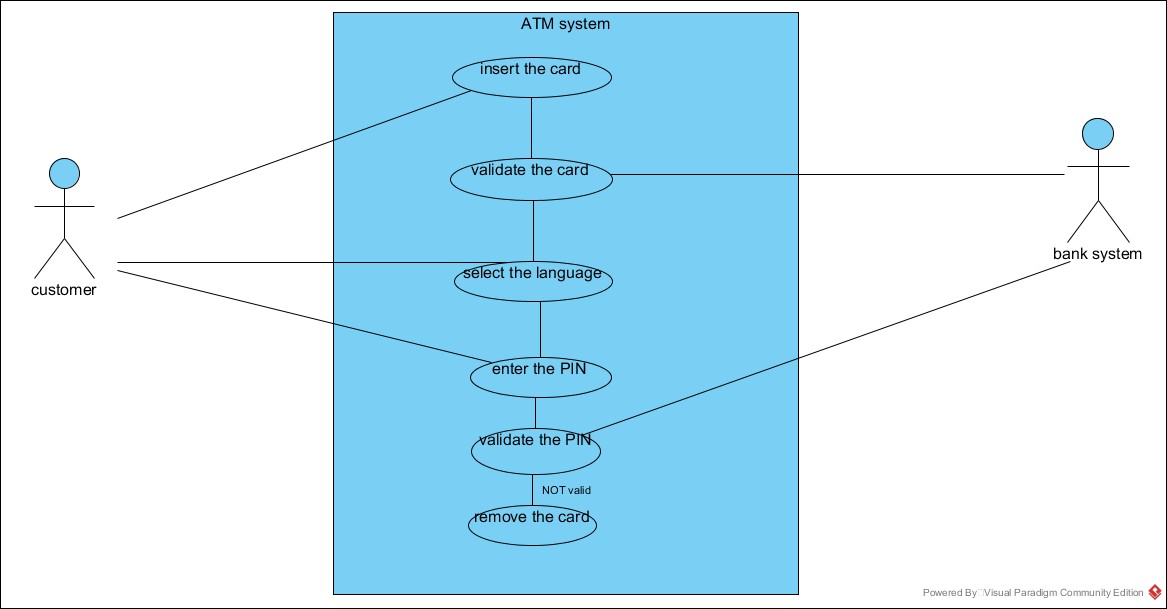 ATM system
insert the card
validate the card
select the language
enter the PIN
validate the PIN
NOT valid
remove the card
customer
bank system
Powered By Visual Paradigm Community Edition